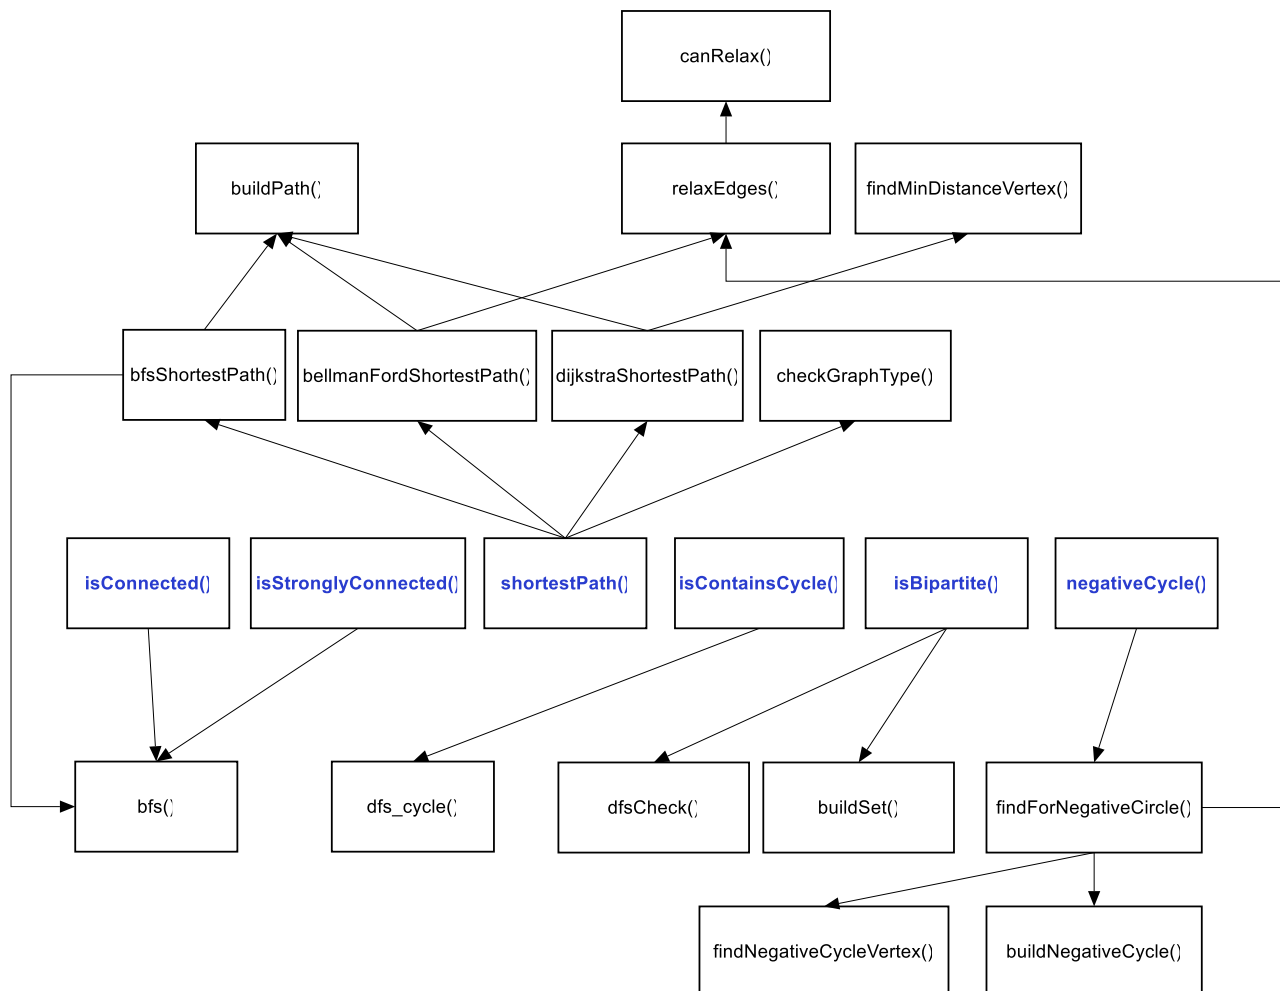 canRelax()
buildPath()
relaxEdges()
findMinDistanceVertex()
bfsShortestPath()
bellmanFordShortestPath()
dijkstraShortestPath()
checkGraphType()
isConnected()
isStronglyConnected()
shortestPath()
isContainsCycle()
isBipartite()
negativeCycle()
bfs()
dfs_cycle()
dfsCheck()
buildSet()
findForNegativeCircle()
findNegativeCycleVertex()
buildNegativeCycle()